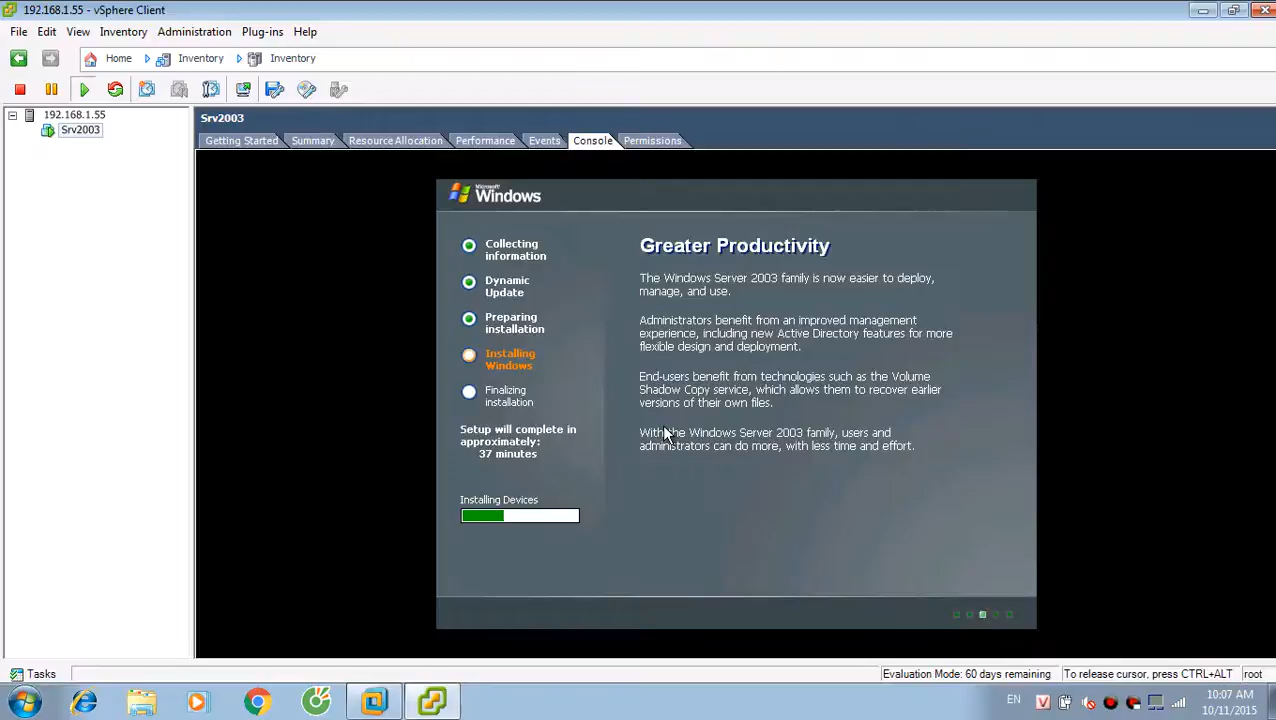 192.168.1.55 - vSphere Client
File Edit View Inventory Administration Plug-ins Help
Home Inventory Inventory
192.168.1.55
Srv2003
Srv2003
Getting Started Summary Resource Allocation Performance Events Console Permissions
Microsoft
Windows
Collecting
information
Dynamic
Update
Preparing
installation
Installing
Windows
Finalizing
installation
Setup will complete in
approximately:
37 minutes
Installing Devices
Greater Productivity
The Windows Server 2003 family is now easier to deploy,
manage, and use.
Administrators benefit from an improved management
experience, including new Active Directory features for more
flexible design and deployment.
End-users benefit from technologies such as the Volume
Shadow Copy service, which allows them to recover earlier
versions of their own files.
With the Windows Server 2003 family, users and
administrators can do more, with less time and effort.
Tasks
Evaluation Mode: 60 days remaining To release cursor, press CTRL+ALT root
EN
10:07 AM
10/11/2015